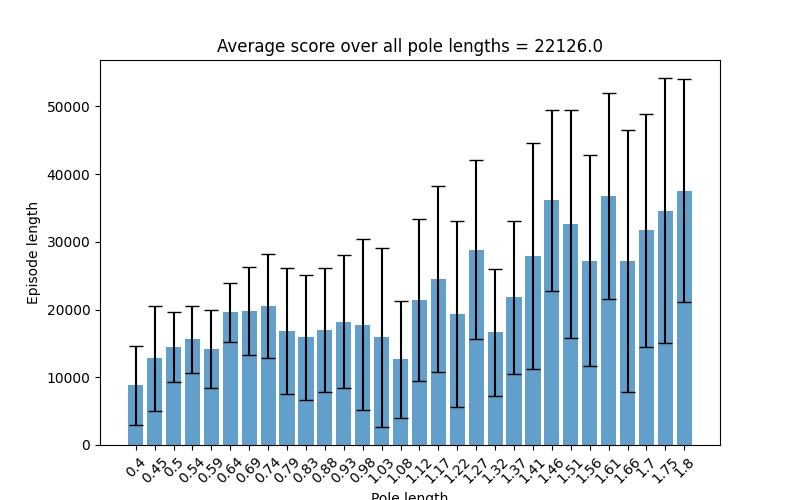 Average score over all pole lengths = 22126.0
Episode length
50000
40000
30000
20000
10000
0
0.4 0.45 0.5 0.54 0.59 0.64 0.69 0.74 0.79 0.83 0.88 0.93 0.98 1.03 1.08 1.12 1.17 1.22 1.27 1.32 1.37 1.41 1.46 1.51 1.56 1.61 1.66 1.7 1.75 1.8
Pole length